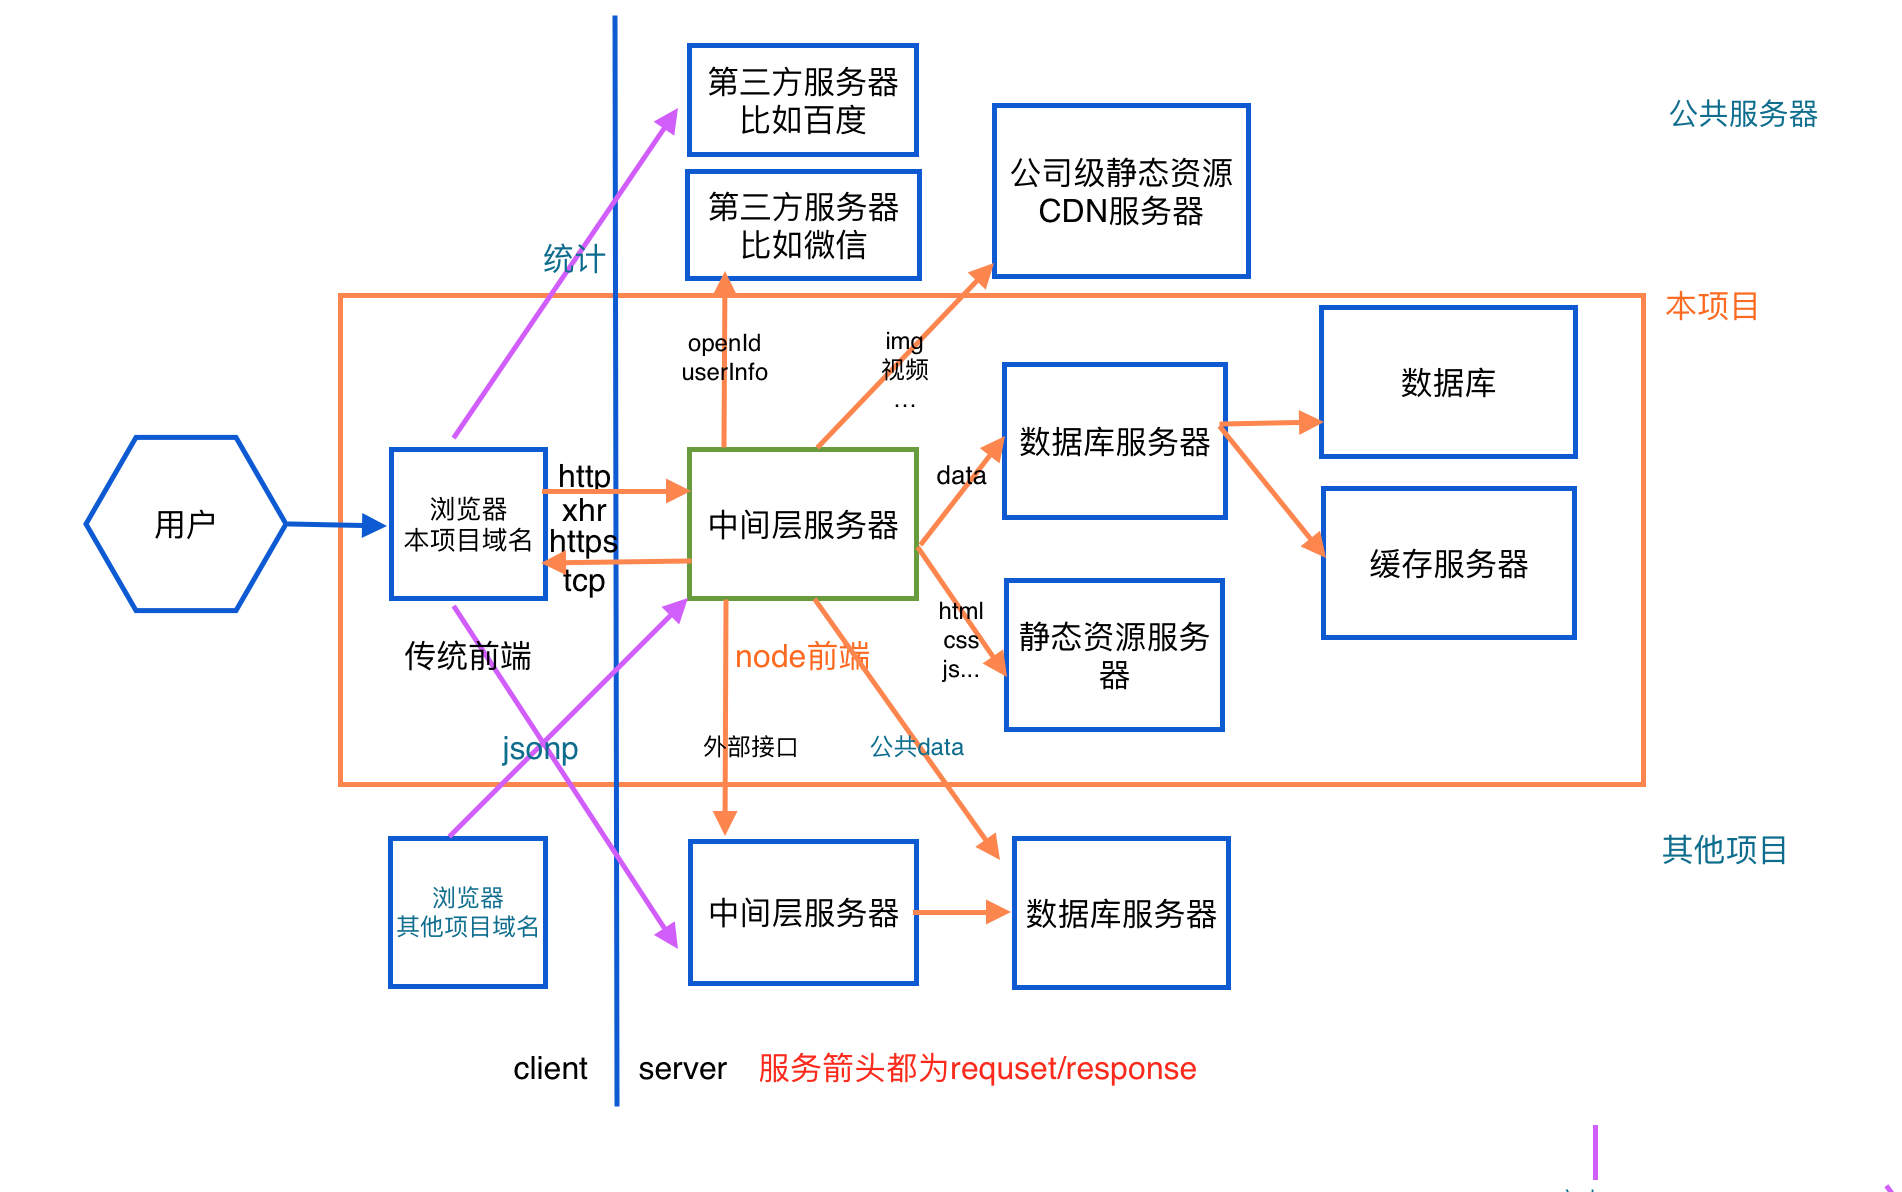 第三方服务器
比如百度
公司级静态资源
CDN服务器
公共服务器
第三方服务器
比如微信
统计
本项目
openId
userInfo
img
视频
...
数据库
数据库服务器
data
http
xhr
https
tcp
用户
浏览器
本项目域名
中间层服务器
缓存服务器
html
css
js...
静态资源服务
器
传统前端
node前端
jsonp
外部接口
公共data
其他项目
浏览器
其他项目域名
中间层服务器
数据库服务器
client
server
服务箭头都为requset/response